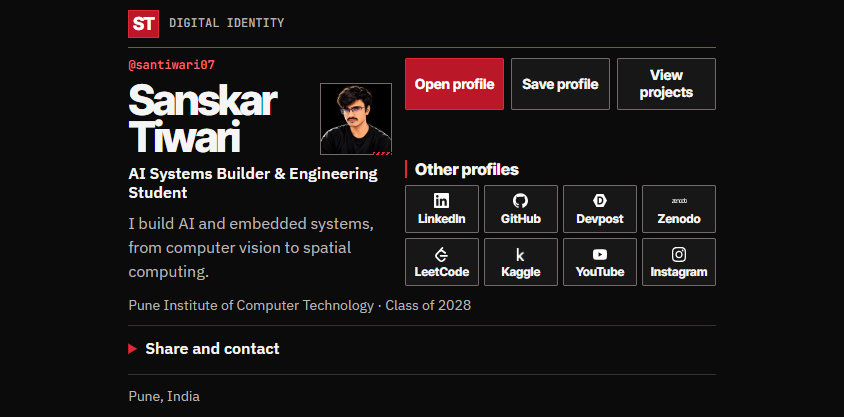 ST DIGITAL IDENTITY
@santiwari07
Sanskar
Tiwari
AI Systems Builder & Engineering
Student
I build AI and embedded systems,
from computer vision to spatial
computing.
Pune Institute of Computer Technology · Class of 2028
Open profile
Save profile
View
projects
Other profiles
LinkedIn
GitHub
Devpost
zenodo
Zenodo
LeetCode
Kaggle
YouTube
Instagram
Share and contact
Pune, India